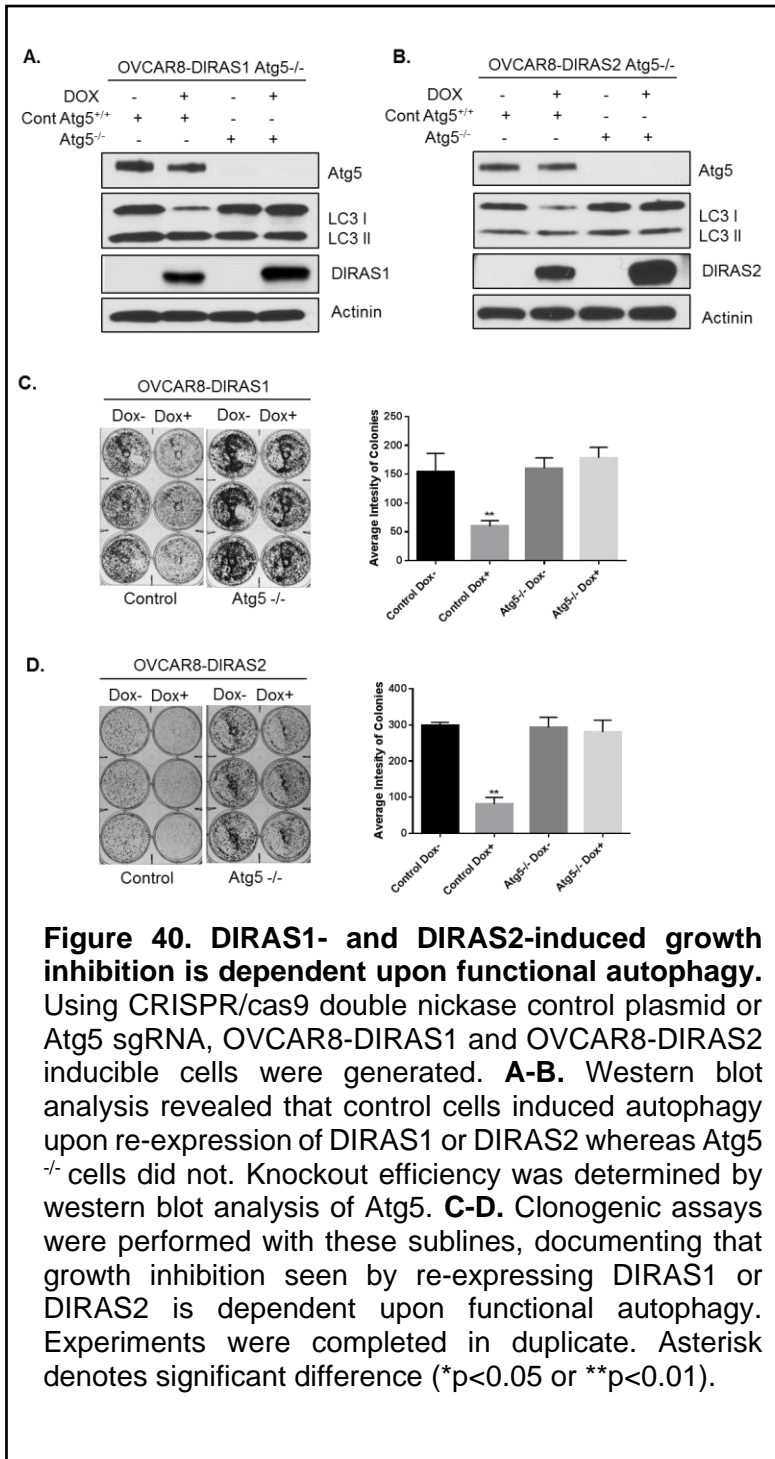 A.
OVCAR8-DIRAS1 Atg5-/-
DOX - + - +
Cont Atg5+/+ + + - -
Atg5-/- - - + +
Atg5
LC3 I
LC3 II
DIRAS1
Actinin
B.
OVCAR8-DIRAS2 Atg5-/-
DOX - + - +
Cont Atg5+/+ + + - -
Atg5-/- - - + +
Atg5
LC3 I
LC3 II
DIRAS2
Actinin
C.
OVCAR8-DIRAS1
Dox- Dox+ Dox- Dox+
Control Atg5 -/-
Average Intesity of Colonies
250
200
150
100
50
0
**
Control Dox-
Control Dox+
Atg5-/- Dox-
Atg5-/- Dox+
D.
OVCAR8-DIRAS2
Dox- Dox+ Dox- Dox+
Control Atg5 -/-
Average Intesity of Colonies
400
300
200
100
0
**
Control Dox-
Control Dox+
Atg5-/- Dox-
Atg5-/- Dox+
Figure 40. DIRAS1- and DIRAS2-induced growth
inhibition is dependent upon functional autophagy.
Using CRISPR/cas9 double nickase control plasmid or
Atg5 sgRNA, OVCAR8-DIRAS1 and OVCAR8-DIRAS2
inducible cells were generated. A-B. Western blot
analysis revealed that control cells induced autophagy
upon re-expression of DIRAS1 or DIRAS2 whereas Atg5
-/- cells did not. Knockout efficiency was determined by
western blot analysis of Atg5. C-D. Clonogenic assays
were performed with these sublines, documenting that
growth inhibition seen by re-expressing DIRAS1 or
DIRAS2 is dependent upon functional autophagy.
Experiments were completed in duplicate. Asterisk
denotes significant difference (*p<0.05 or **p<0.01).